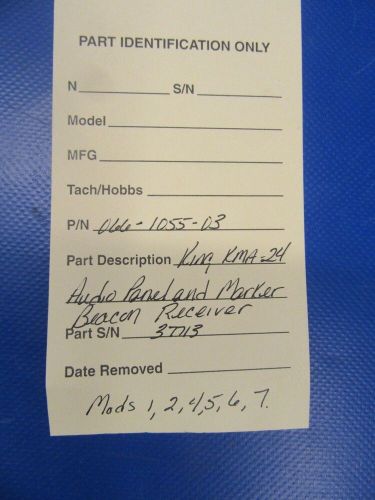 PART IDENTIFICATION ONLY
N S/N
Model
MFG
Tach/Hobbs
P/N 066-1055-03
Part Description King KMA-24
Audio Panel and Marker
Beacon Receiver
Part S/N 37713
Date Removed
Mods 1, 2, 4, 5, 6, 7.